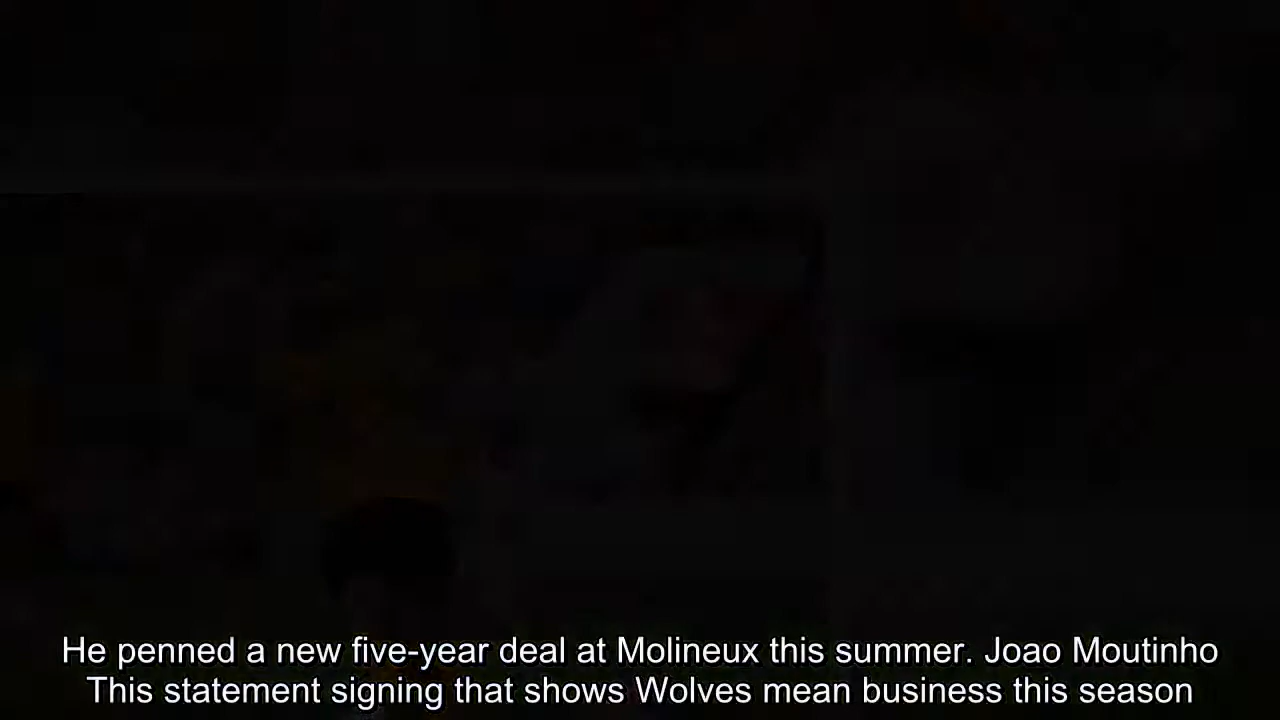 He penned a new five-year deal at Molineux this summer. Joao Moutinho
This statement signing that shows Wolves mean business this season